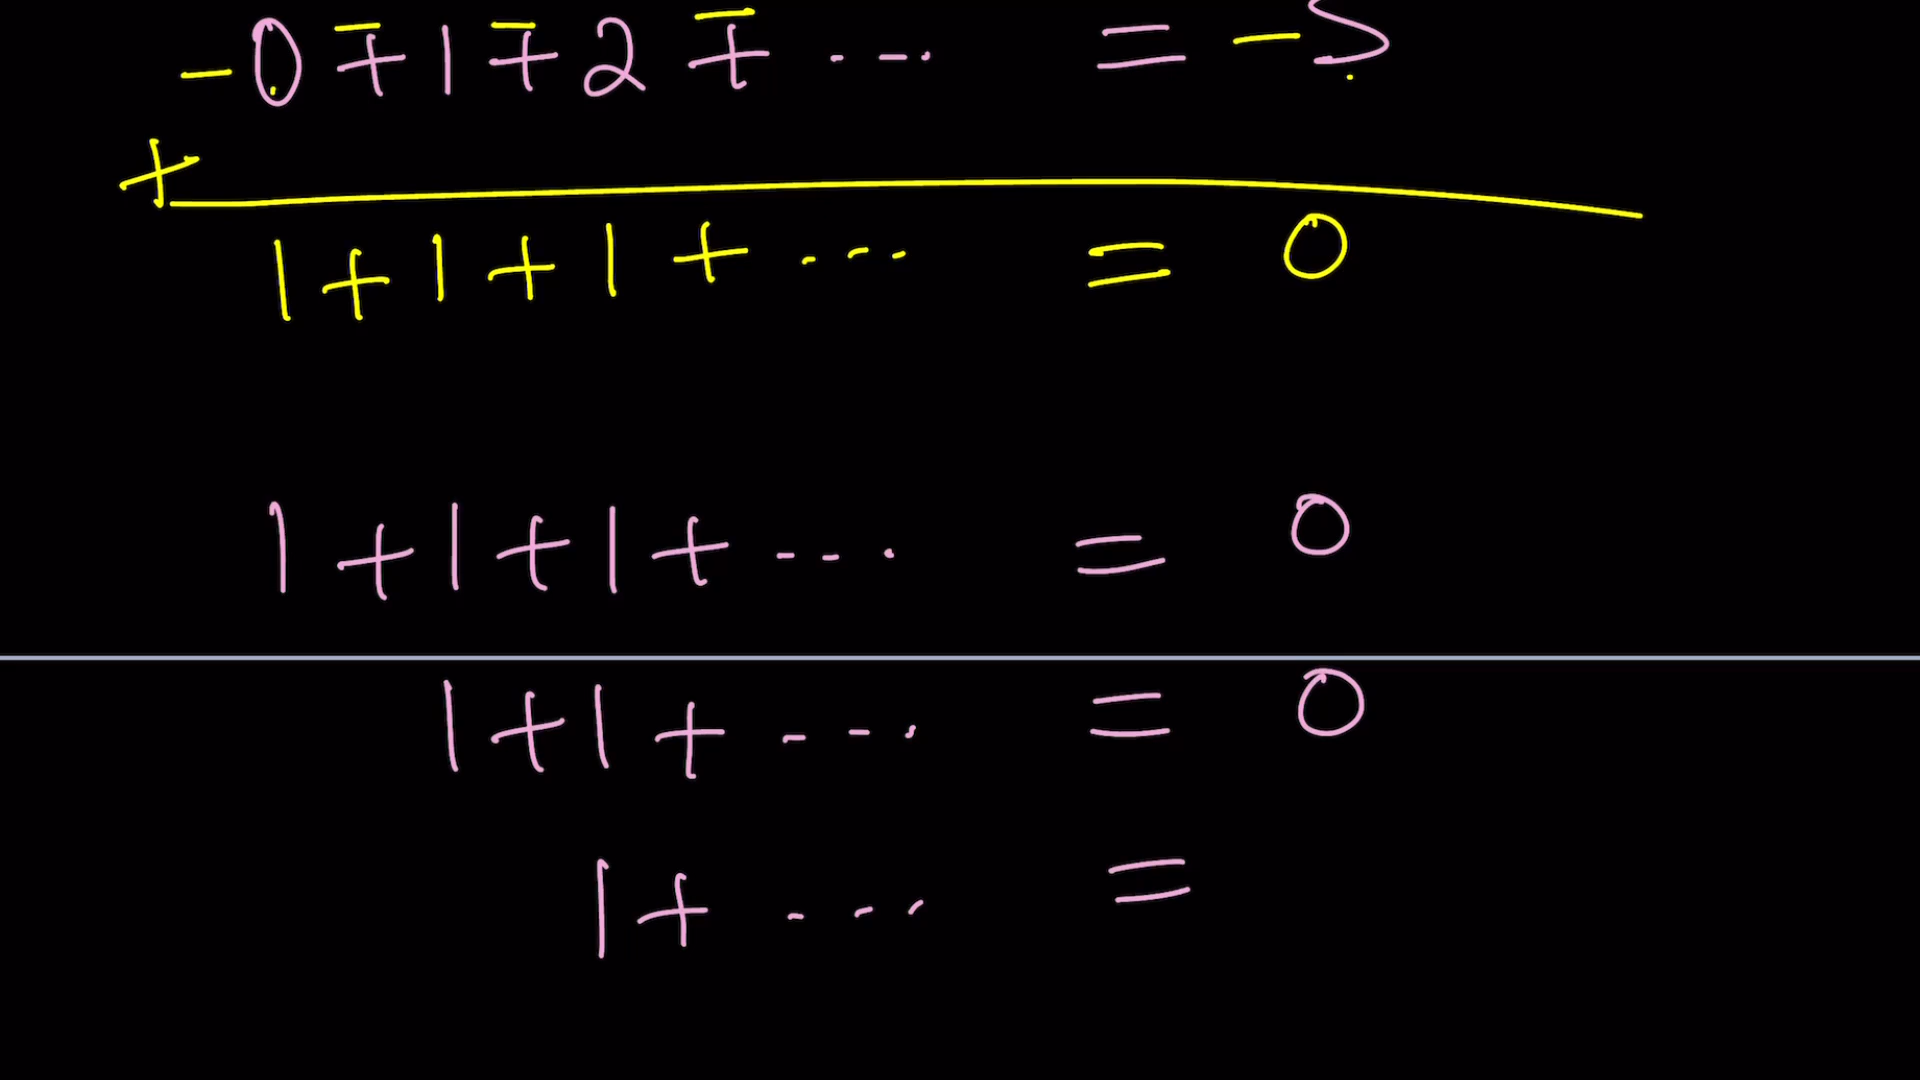 -0∓1∓2∓... = -S
+
1+1+1+... = 0
1+1+1+... = 0
1+1+... = 0
1+... =